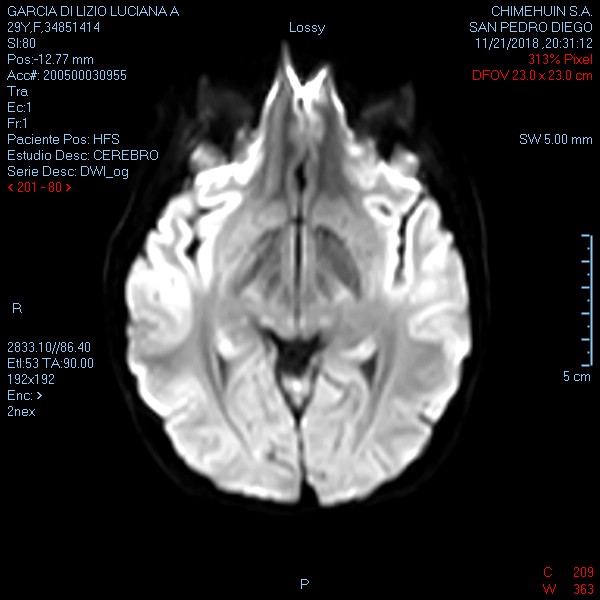 GARCIA DI LIZIO LUCIANA A
29Y,F,34851414
Sl:80
Pos:-12.77 mm
Acc#: 200500030955
Tra
Ec:1
Fr:1
Paciente Pos: HFS
Estudio Desc: CEREBRO
Serie Desc: DWI_og
< 201 - 80 >
Lossy
CHIMEHUIN S.A.
SAN PEDRO DIEGO
11/21/2018 ,20:31:12
313% Pixel
DFOV 23.0 x 23.0 cm
SW 5.00 mm
R
2833.10//86.40
Etl:53 TA:90.00
192x192
Enc: >
2nex
5 cm
P
C 209
W 363